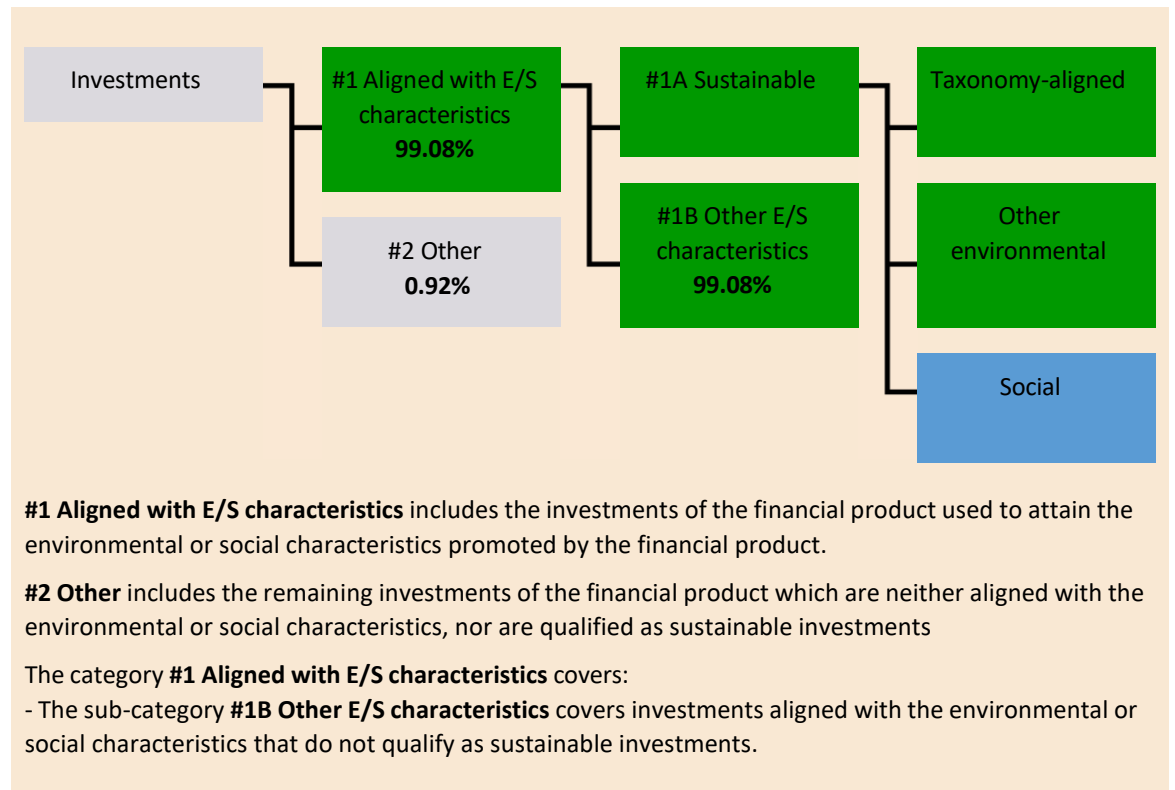 Investments
#1 Aligned with E/S
characteristics
99.08%
#2 Other
0.92%
#1A Sustainable
#1B Other E/S
characteristics
99.08%
Taxonomy-aligned
Other
environmental
Social
#1 Aligned with E/S characteristics includes the investments of the financial product used to attain the
environmental or social characteristics promoted by the financial product.
#2 Other includes the remaining investments of the financial product which are neither aligned with the
environmental or social characteristics, nor are qualified as sustainable investments
The category #1 Aligned with E/S characteristics covers:
- The sub-category #1B Other E/S characteristics covers investments aligned with the environmental or
social characteristics that do not qualify as sustainable investments.